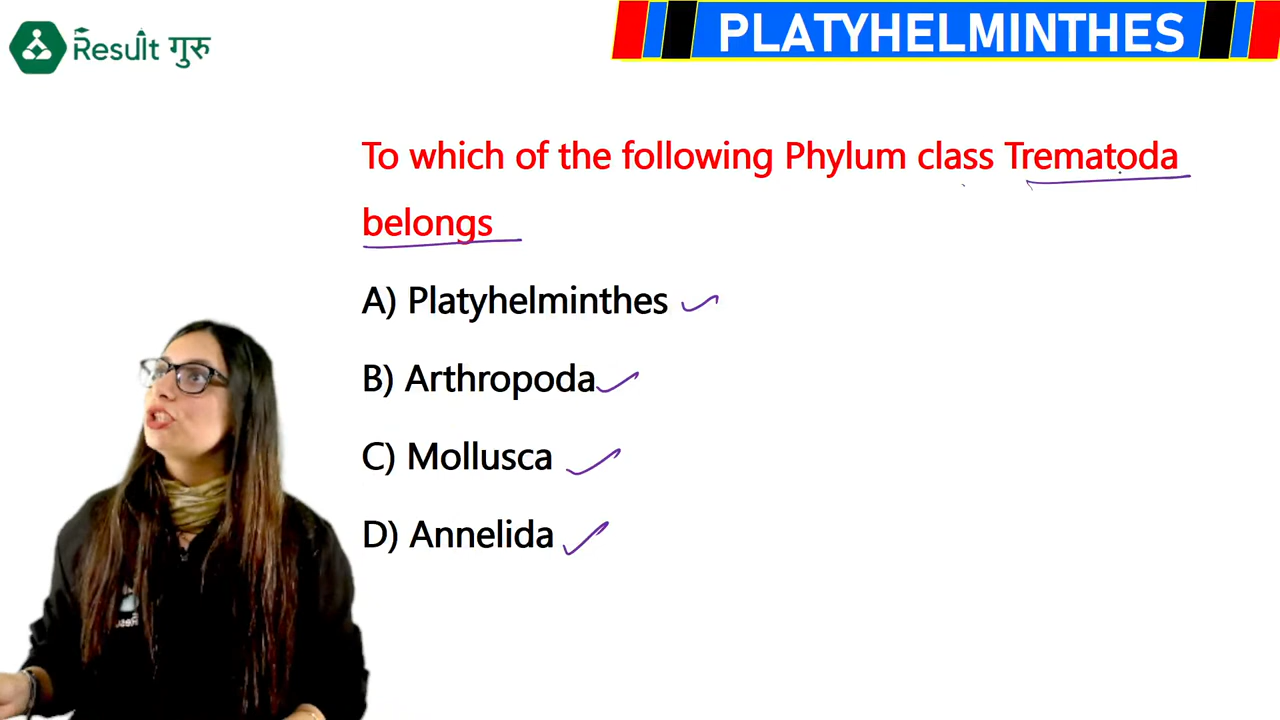 Result गुरु
PLATYHELMINTHES
To which of the following Phylum class Trematoda
belongs
A) Platyhelminthes
B) Arthropoda
C) Mollusca
D) Annelida